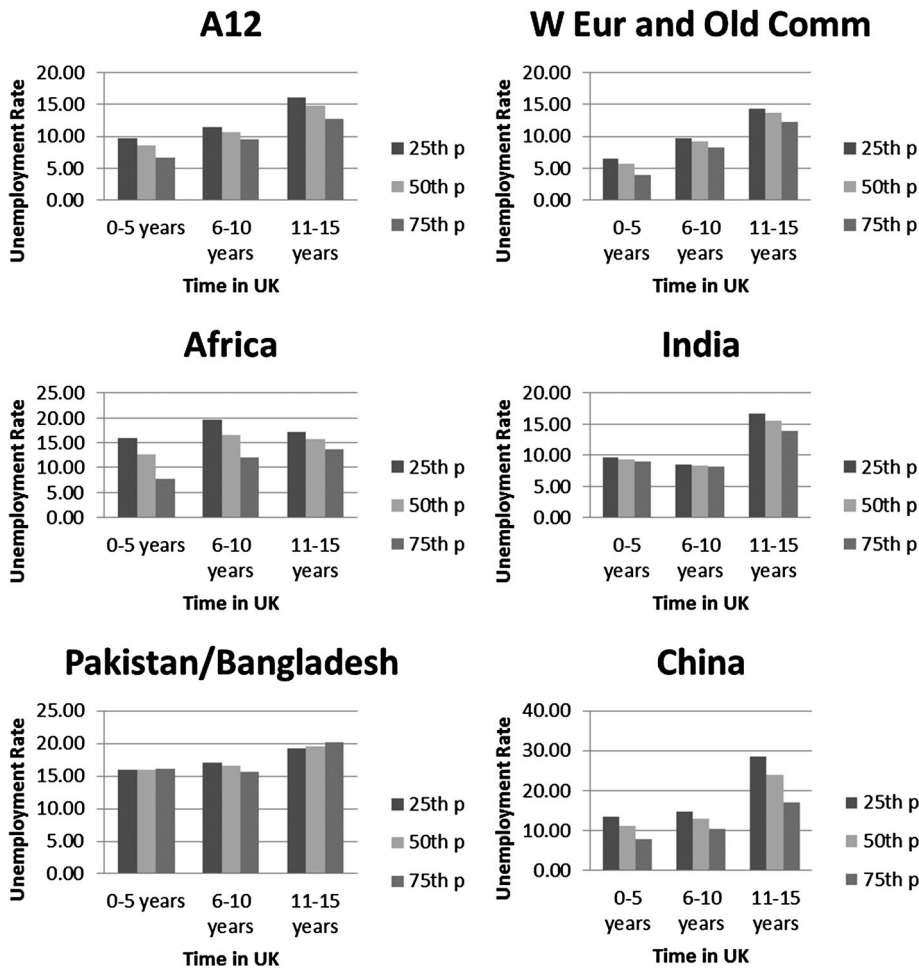 A12
Unemployment Rate
20.00
15.00
10.00
5.00
0.00
0-5 years
6-10
years
11-15
years
Time in UK
25th p
50th p
75th p
W Eur and Old Comm
Unemployment Rate
20.00
15.00
10.00
5.00
0.00
0-5
years
6-10
years
11-15
years
Time in UK
25th p
50th p
75th p
Africa
Unemployment Rate
25.00
20.00
15.00
10.00
5.00
0.00
0-5 years
6-10
years
11-15
years
Time in UK
25th p
50th p
75th p
India
Unemployment Rate
20.00
15.00
10.00
5.00
0.00
0-5
years
6-10
years
11-15
years
Time in UK
25th p
50th p
75th p
Pakistan/Bangladesh
Unemployment Rate
25.00
20.00
15.00
10.00
5.00
0.00
0-5 years
6-10
years
11-15
years
Time in UK
25th p
50th p
75th p
China
Unemployment Rate
40.00
30.00
20.00
10.00
0.00
0-5
years
6-10
years
11-15
years
Time in UK
25th p
50th p
75th p